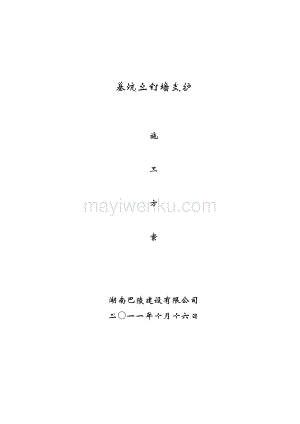 基坑立钉墙支护
施
工
方
案
mayiwenku.com
湖南巴陵建设有限公司
二〇一一年十月十六日